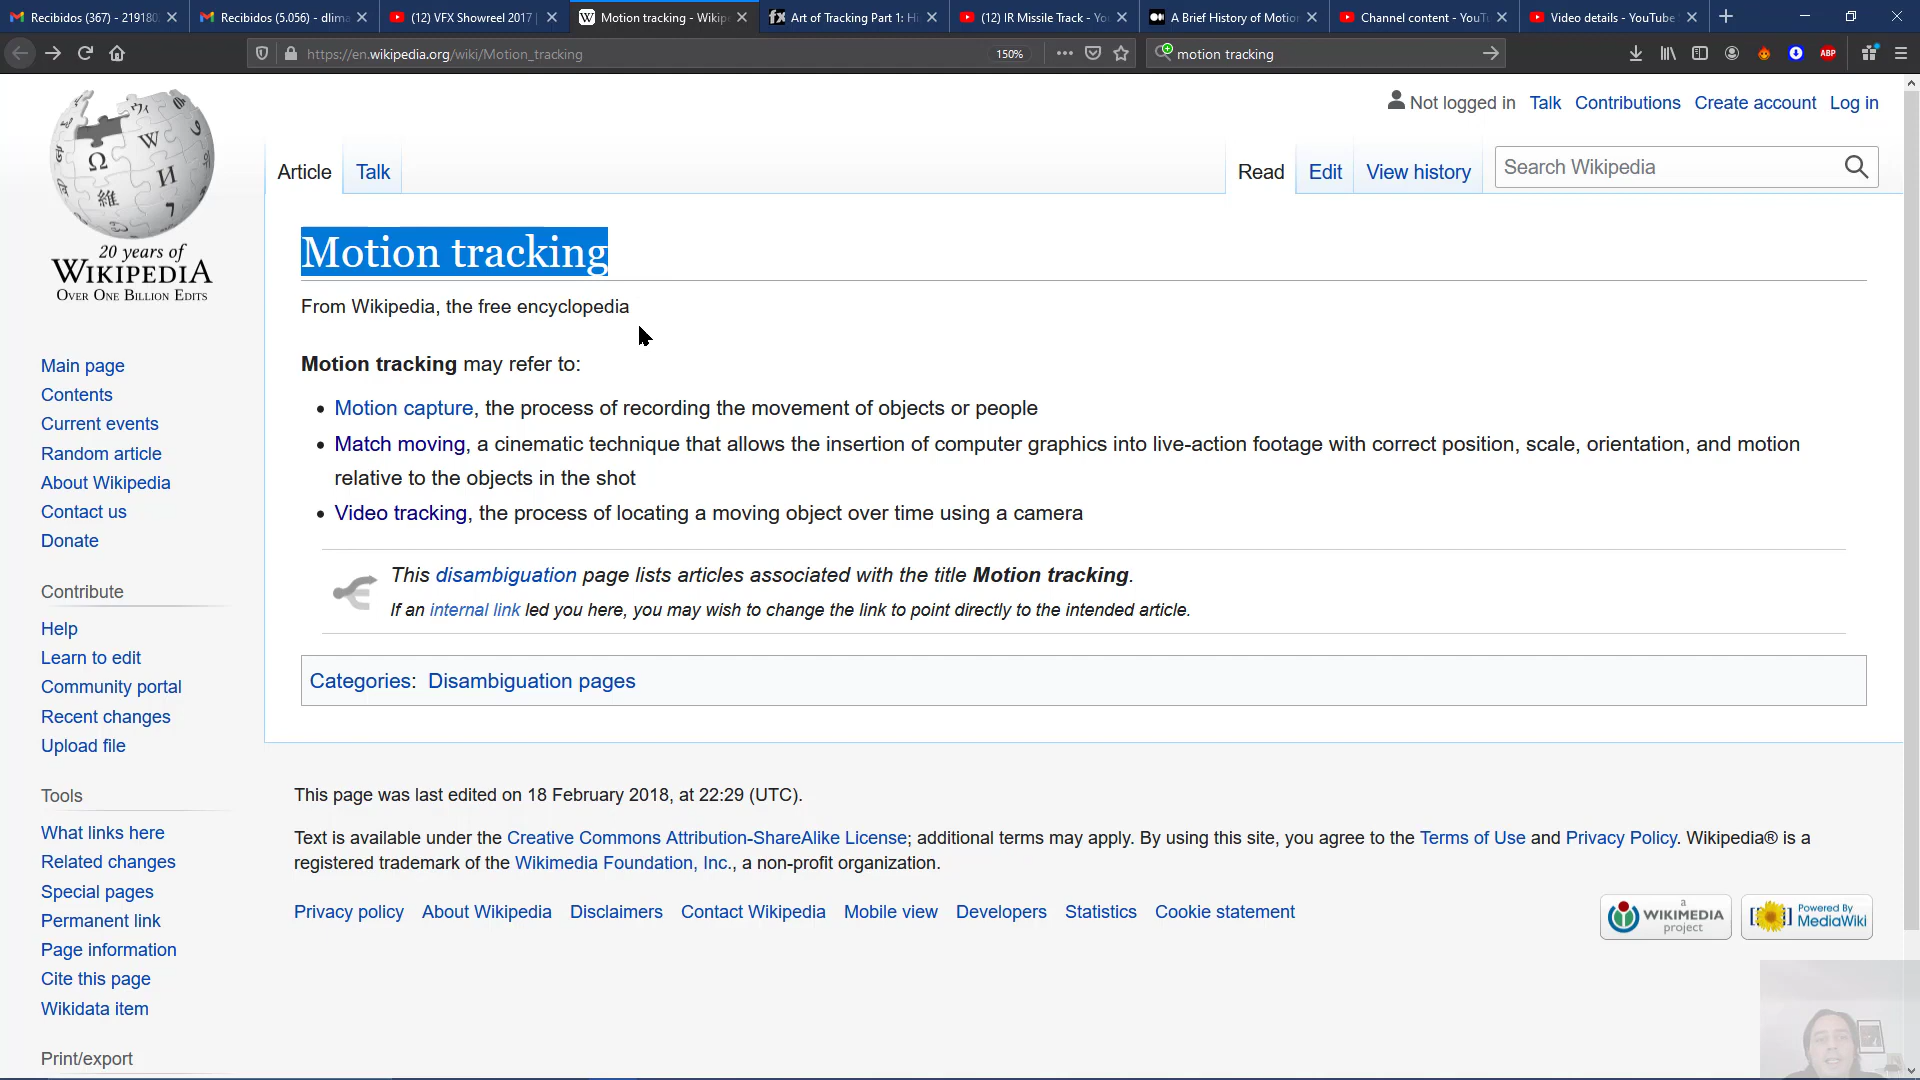 Recibidos (367) - 219180
Recibidos (5.056) - dlima
(12) VFX Showreel 2017
Motion tracking - Wikip
Art of Tracking Part 1: Hi
(12) IR Missile Track - Yo
A Brief History of Motio
Channel content - YouT
Video details - YouTube
https://en.wikipedia.org/wiki/Motion_tracking
150%
motion tracking
ABP
Not logged in Talk Contributions Create account Log in
Article Talk
Read Edit View history
Search Wikipedia
20 years of
WIKIPEDIA
OVER ONE BILLION EDITS
Main page
Contents
Current events
Random article
About Wikipedia
Contact us
Donate
Contribute
Help
Learn to edit
Community portal
Recent changes
Upload file
Tools
What links here
Related changes
Special pages
Permanent link
Page information
Cite this page
Wikidata item
Print/export
Motion tracking
From Wikipedia, the free encyclopedia
Motion tracking may refer to:
• Motion capture, the process of recording the movement of objects or people
• Match moving, a cinematic technique that allows the insertion of computer graphics into live-action footage with correct position, scale, orientation, and motion
relative to the objects in the shot
• Video tracking, the process of locating a moving object over time using a camera
This disambiguation page lists articles associated with the title Motion tracking.
If an internal link led you here, you may wish to change the link to point directly to the intended article.
Categories: Disambiguation pages
This page was last edited on 18 February 2018, at 22:29 (UTC).
Text is available under the Creative Commons Attribution-ShareAlike License; additional terms may apply. By using this site, you agree to the Terms of Use and Privacy Policy. Wikipedia® is a
registered trademark of the Wikimedia Foundation, Inc., a non-profit organization.
Privacy policy About Wikipedia Disclaimers Contact Wikipedia Mobile view Developers Statistics Cookie statement
a
WIKIMEDIA
project
Powered By
MediaWiki